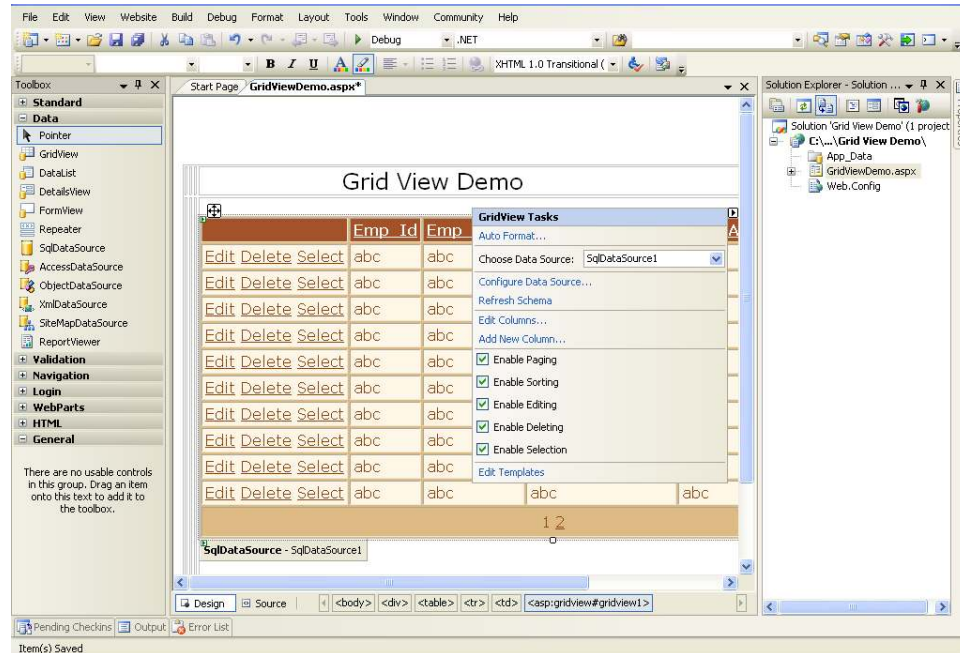 File Edit View Website Build Debug Format Layout Tools Window Community Help
Debug .NET
B I U A XHTML 1.0 Transitional (
Toolbox
Standard
Data
Pointer
GridView
DataList
DetailsView
FormView
Repeater
SqlDataSource
AccessDataSource
ObjectDataSource
XmlDataSource
SiteMapDataSource
ReportViewer
Validation
Navigation
Login
WebParts
HTML
General
There are no usable controls
in this group. Drag an item
onto this text to add it to
the toolbox.
Start Page GridViewDemo.aspx*
Grid View Demo
Emp_Id Emp_ A
Edit Delete Select abc abc
Edit Delete Select abc abc
Edit Delete Select abc abc
Edit Delete Select abc abc
Edit Delete Select abc abc
Edit Delete Select abc abc
Edit Delete Select abc abc
Edit Delete Select abc abc
Edit Delete Select abc abc
Edit Delete Select abc abc abc abc
1 2
SqlDataSource - SqlDataSource1
GridView Tasks
Auto Format...
Choose Data Source: SqlDataSource1
Configure Data Source...
Refresh Schema
Edit Columns...
Add New Column...
Enable Paging
Enable Sorting
Enable Editing
Enable Deleting
Enable Selection
Edit Templates
Design Source <body> <div> <table> <tr> <td> <asp:gridview#gridview1>
Solution Explorer - Solution ...
Solution 'Grid View Demo' (1 project
C:\...\Grid View Demo\
App_Data
GridViewDemo.aspx
Web.Config
Pending Checkins Output Error List
Item(s) Saved